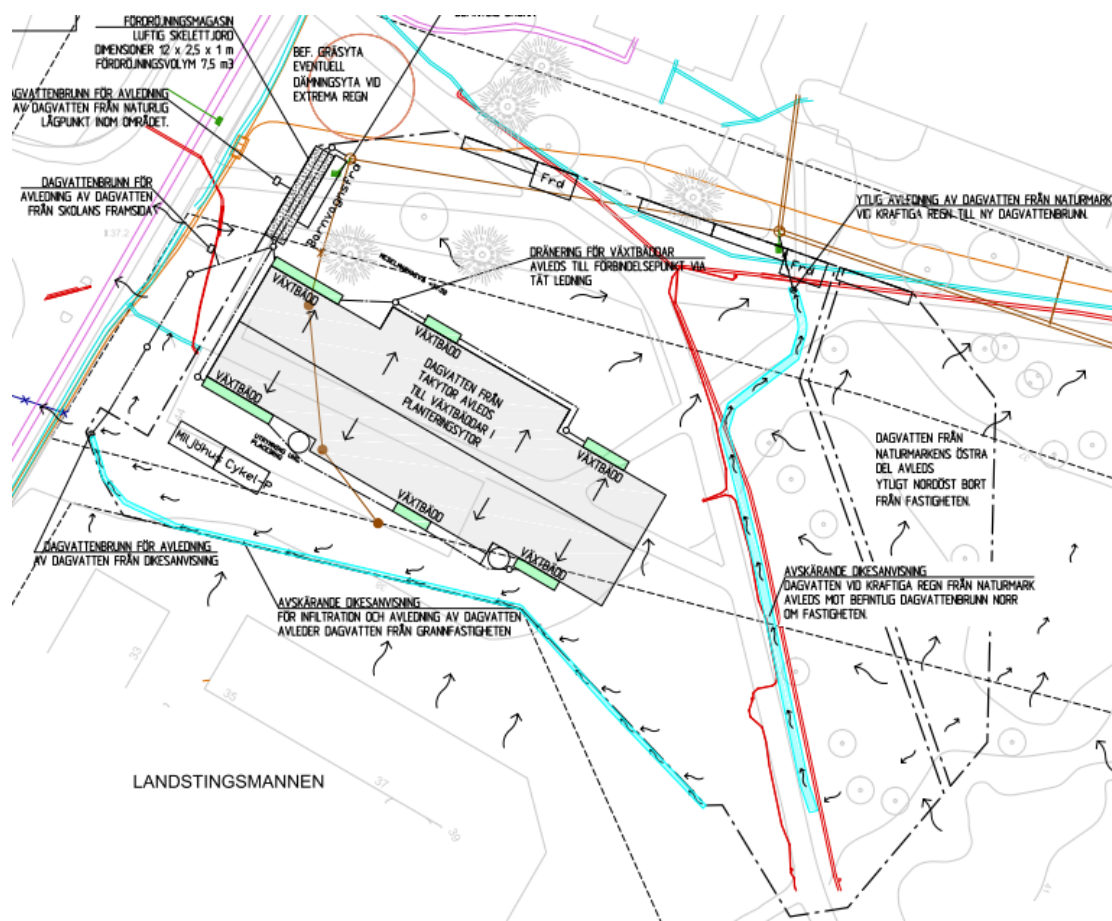 FÖRDRÖJNINGSMAGASIN
LUFTIG SKELETTJORD
DIMENSIONER 12 x 2,5 x 1 m
FÖRDRÖJNINGSVOLYM 7,5 m3
BEF. GRÄSYTA
EVENTUELL
DÄMNINGSYTA VID
EXTREMA REGN
AGVATTENBRUNN FÖR AVLEDNING
AV DAGVATTEN FRÅN NATURLIG
LÅGPUNKT INOM OMRÅDET.
DAGVATTENBRUNN FÖR
AVLEDNING AV DAGVATTEN
FRÅN SKOLANS FRAMSIDA
37.2
Barnvagnsfrd
Frd
YTLIG AVLEDNING AV DAGVATTEN FRÅN NATURMARK
VID KRAFTIGA REGN TILL NY DAGVATTENBRUNN.
DRÄNERING FÖR VÄXTBÄDDAR
AVLEDS TILL FÖRBINDELSEPUNKT VIA
TÄT LEDNING
Frd
VÄXTBÄDD
VÄXTBÄDD
DAGVATTEN FRÅN
TAKYTOR AVLEDS
TILL VÄXTBÄDDAR I
PLANTERINGSYTOR
VÄXTBÄDD
VÄXTBÄDD
Miljöhus
Cykel-P
VÄXTBÄDD
VÄXTBÄDD
DAGVATTEN FRÅN
NATURMARKENS ÖSTRA
DEL AVLEDS
YTLIGT NORDÖST BORT
FRÅN FASTIGHETEN.
DAGVATTENBRUNN FÖR AVLEDNING
AV DAGVATTEN FRÅN DIKESANVISNING
AVSKÄRANDE DIKESANVISNING
DAGVATTEN VID KRAFTIGA REGN FRÅN NATURMARK
AVLEDS MOT BEFINTLIG DAGVATTENBRUNN NORR
OM FASTIGHETEN.
AVSKÄRANDE DIKESANVISNING
FÖR INFILTRATION OCH AVLEDNING AV DAGVATTEN
AVLEDER DAGVATTEN FRÅN GRANNFASTIGHETEN
33
35
37
39
LANDSTINGSMANNEN
41